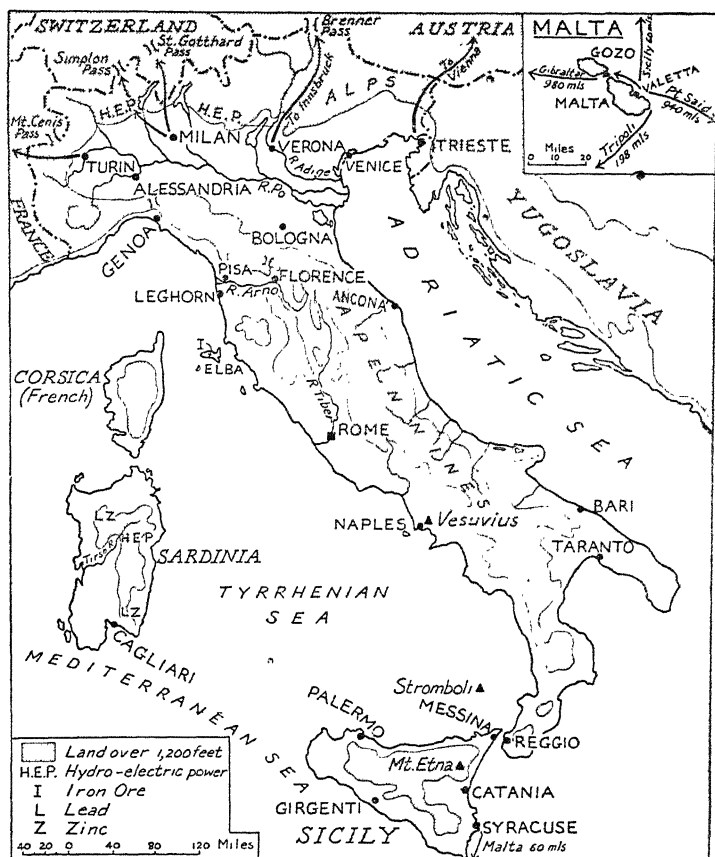 SWITZERLAND
Brenner
Pass
AUSTRIA
St. Gotthard
Pass
Simplon
Pass
To Innsbruck
To
Vienna
ALPS
H.E.P.
H.E.P.
Mt. Cenis
Pass
MILAN
VERONA
VENICE
TRIESTE
TURIN
R. Adige
ALESSANDRIA
R. Po
FRANCE
GENOA
BOLOGNA
YUGOSLAVIA
PISA
FLORENCE
LEGHORN
R. Arno
ANCONA
ADRIATIC SEA
APENNINES
I
ELBA
R. Tiber
CORSICA
(French)
ROME
NAPLES
Vesuvius
BARI
TARANTO
LZ
H.E.P.
Tirso R.
SARDINIA
LZ
CAGLIARI
TYRRHENIAN
SEA
MEDITERRANEAN SEA
Stromboli
MESSINA
PALERMO
REGGIO
Mt. Etna
CATANIA
GIRGENTI
SICILY
SYRACUSE
Malta 60 mls
MALTA
GOZO
Sicily 60 mls
Gibraltar
980 mls
VALETTA
MALTA
Pt. Said
940 mls
Tripoli
198 mls
Miles
0 10 20
Land over 1,200 feet
H.E.P. Hydro-electric power
I Iron Ore
L Lead
Z Zinc
40 20 0 40 80 120 Miles